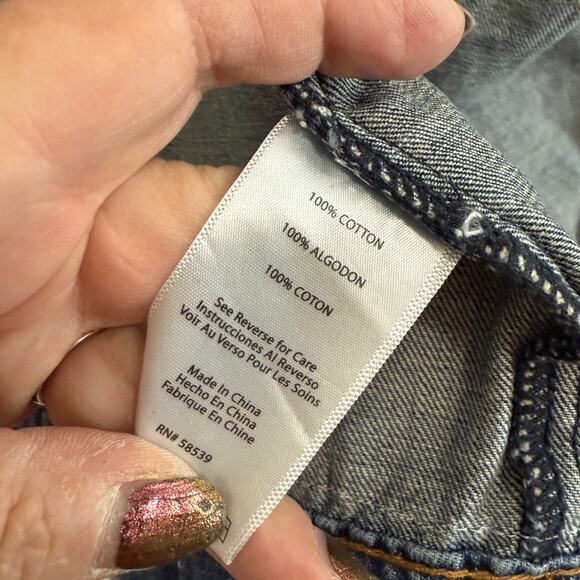 100% COTTON
100% ALGODON
100% COTON
See Reverse for Care
Instrucciones Al Reverso
Voir Au Verso Pour Les Soins
Made In China
Hecho En China
Fabrique En Chine
RN# 58539